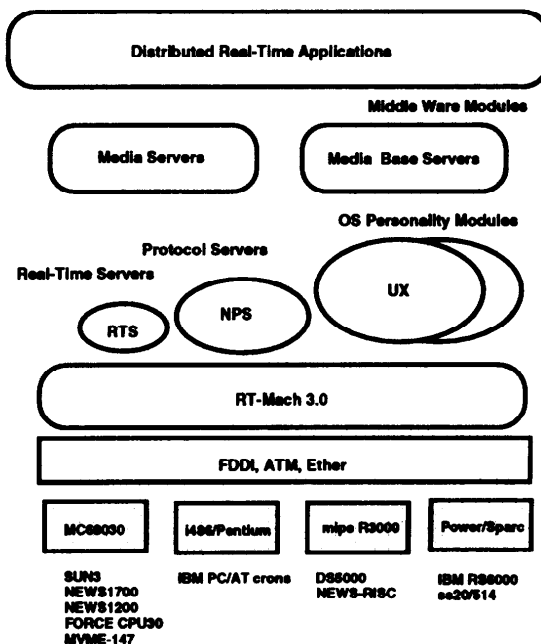 Distributed Real-Time Applications
Middle Ware Modules
Media Servers
Media Base Servers
OS Personality Modules
Protocol Servers
Real-Time Servers
UX
NPS
RTS
RT-Mach 3.0
FDDI, ATM, Ether
MC68030
i486/Pentium
mips R3000
Power/Sparc
SUN3
NEWS1700
NEWS1200
FORCE CPU30
MVME-147
IBM PC/AT crons
DS5000
NEWS-RISC
IBM RS6000
ss20/514